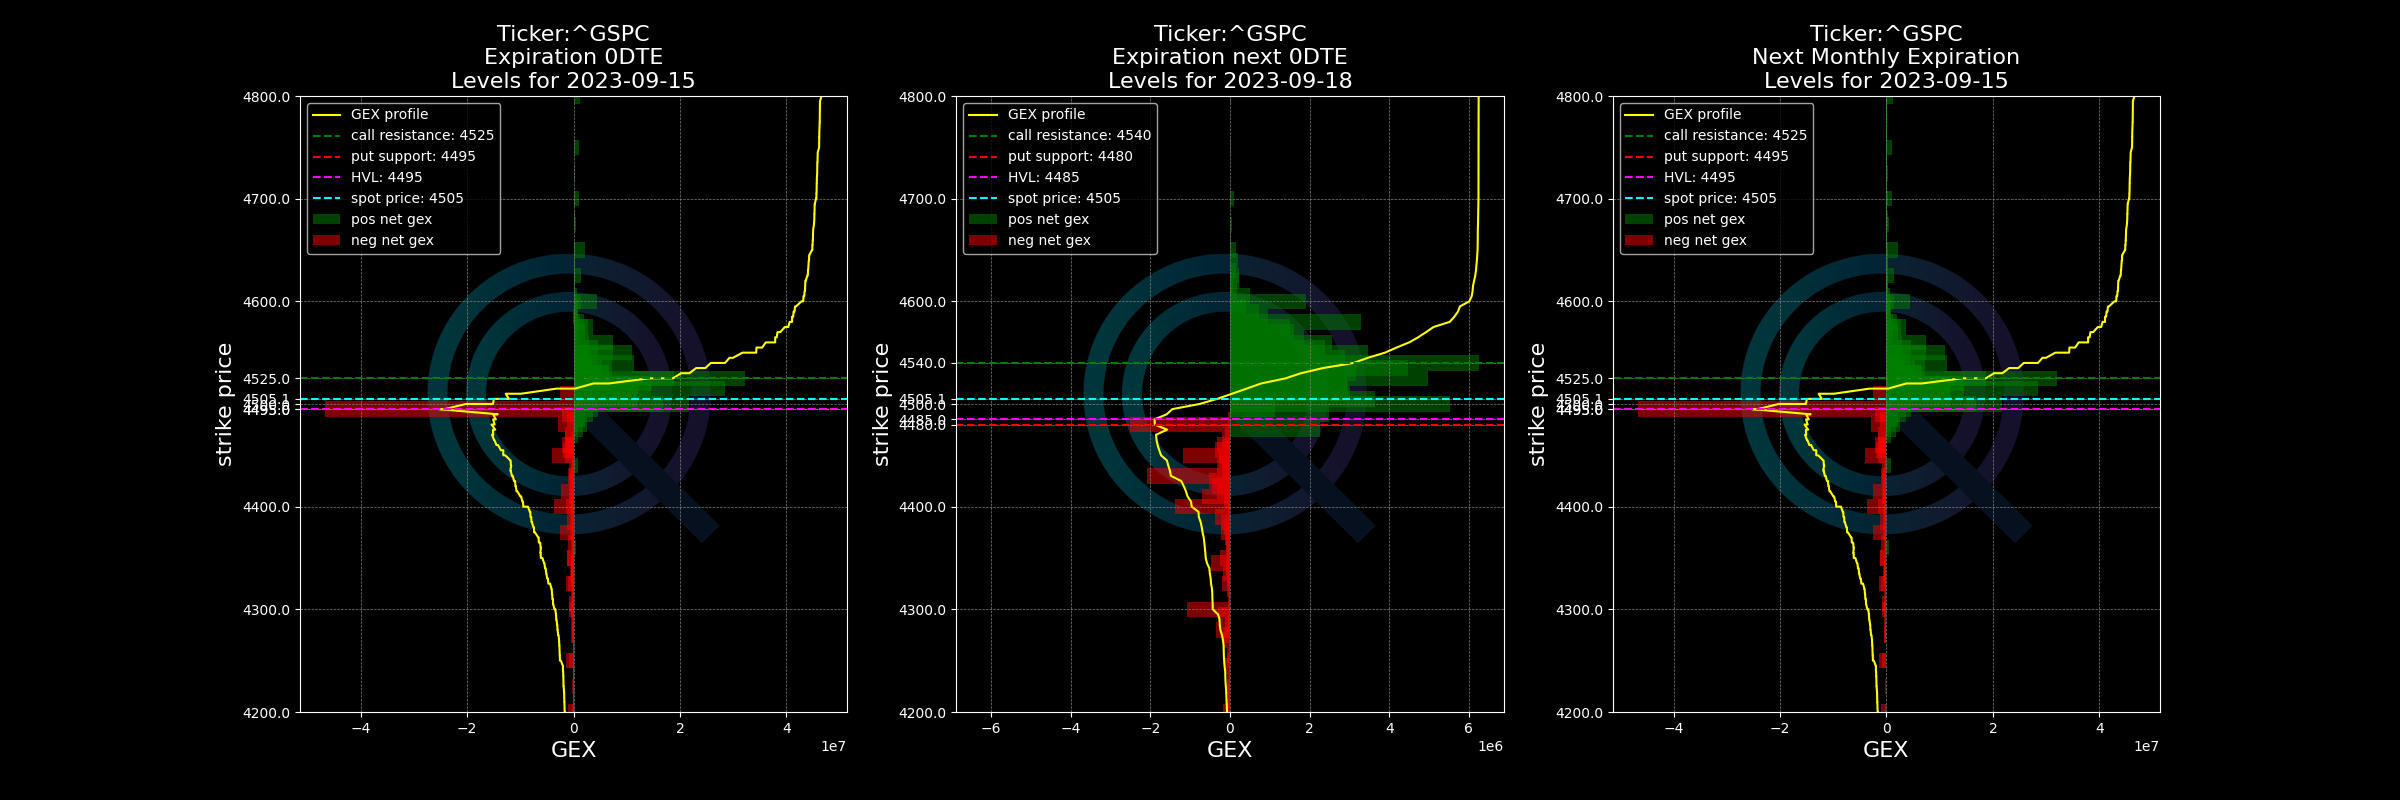 Ticker:^GSPC
Expiration 0DTE
Levels for 2023-09-15
GEX profile
call resistance: 4525
put support: 4495
HVL: 4495
spot price: 4505
pos net gex
neg net gex
4800.0
4700.0
4600.0
4525.0
4505.1
4495.0
4400.0
4300.0
4200.0
strike price
−4
−2
0
2
4
1e7
GEX
Ticker:^GSPC
Expiration next 0DTE
Levels for 2023-09-18
GEX profile
call resistance: 4540
put support: 4480
HVL: 4485
spot price: 4505
pos net gex
neg net gex
4800.0
4700.0
4600.0
4540.0
4505.1
4500.0
4485.0
4480.0
4400.0
4300.0
4200.0
strike price
−6
−4
−2
0
2
4
6
1e6
GEX
Ticker:^GSPC
Next Monthly Expiration
Levels for 2023-09-15
GEX profile
call resistance: 4525
put support: 4495
HVL: 4495
spot price: 4505
pos net gex
neg net gex
4800.0
4700.0
4600.0
4525.0
4505.1
4495.0
4400.0
4300.0
4200.0
strike price
−4
−2
0
2
4
1e7
GEX